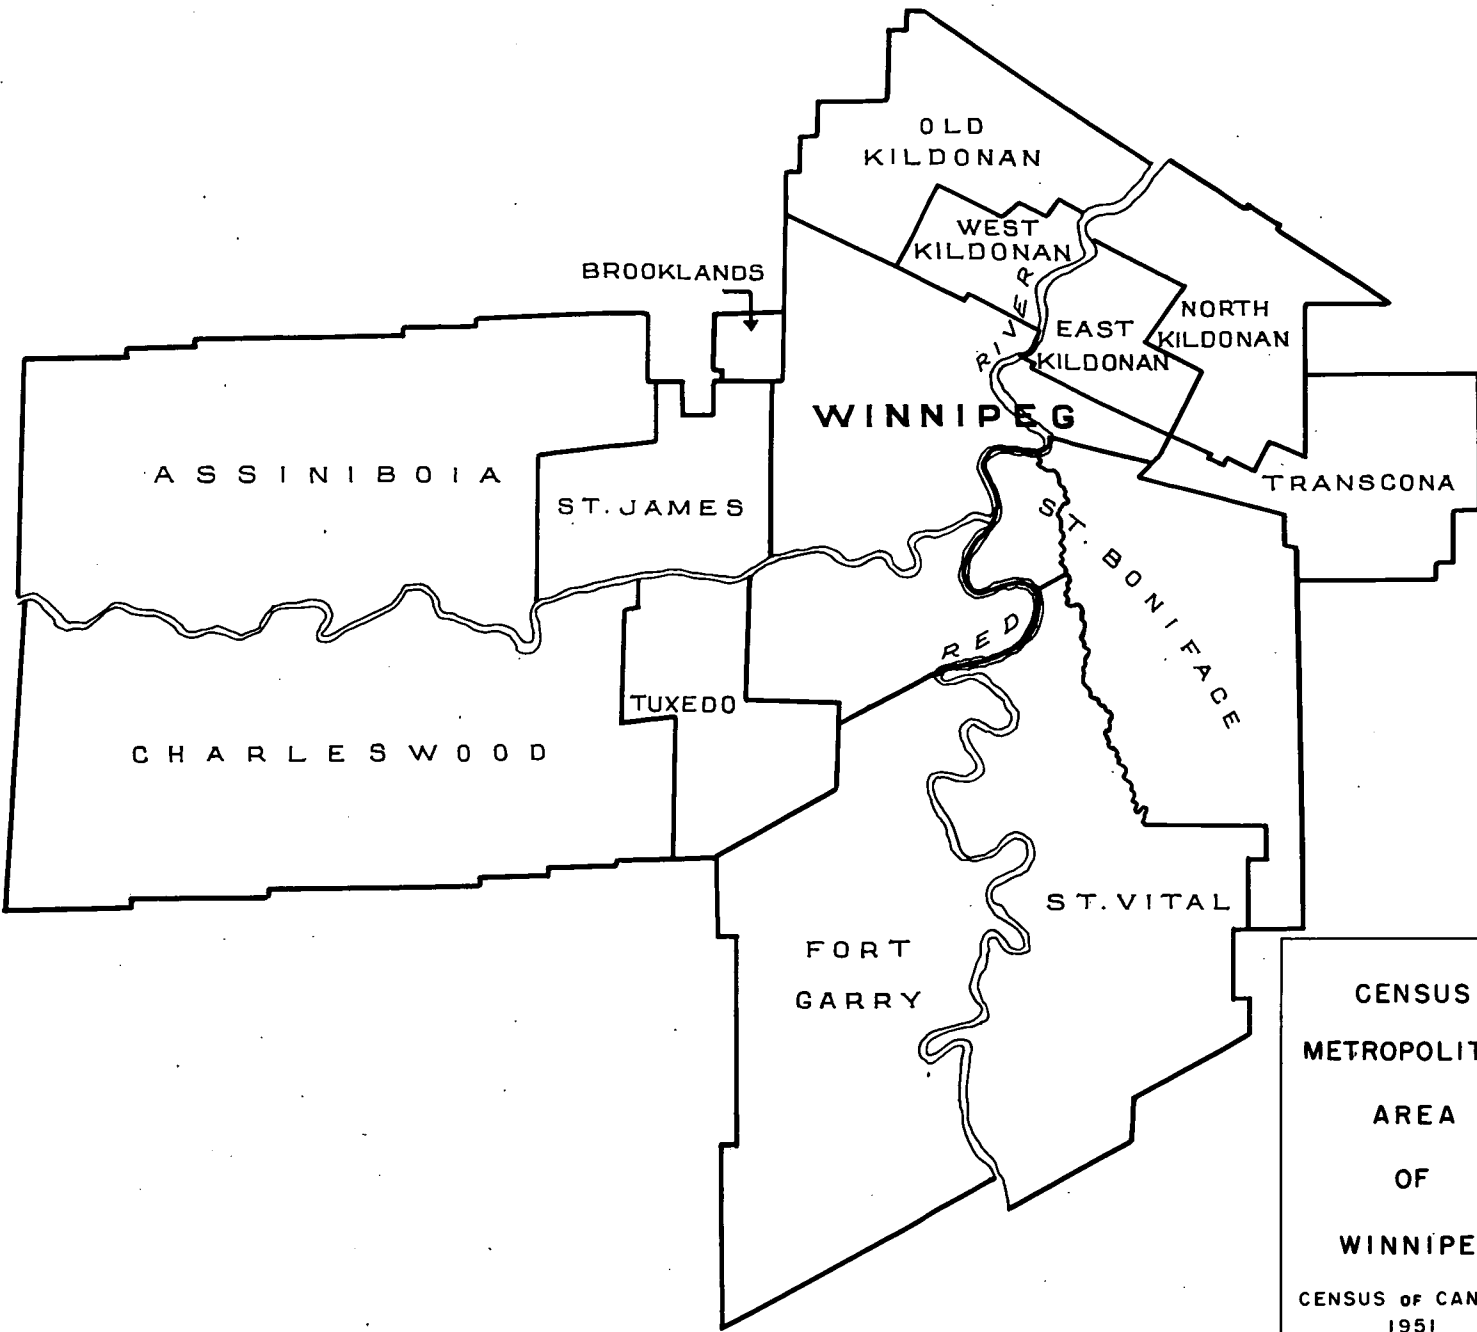 OLD
KILDONAN
WEST
KILDONAN
BROOKLANDS
NORTH
KILDONAN
EAST
KILDONAN
WINNIPEG
ASSINIBOIA
ST. JAMES
TRANSCONA
ST. BONIFACE
RED RIVER
TUXEDO
CHARLESWOOD
ST. VITAL
FORT
GARRY
CENSUS
METROPOLIT
AREA
OF
WINNIPE
CENSUS OF CAN
1951